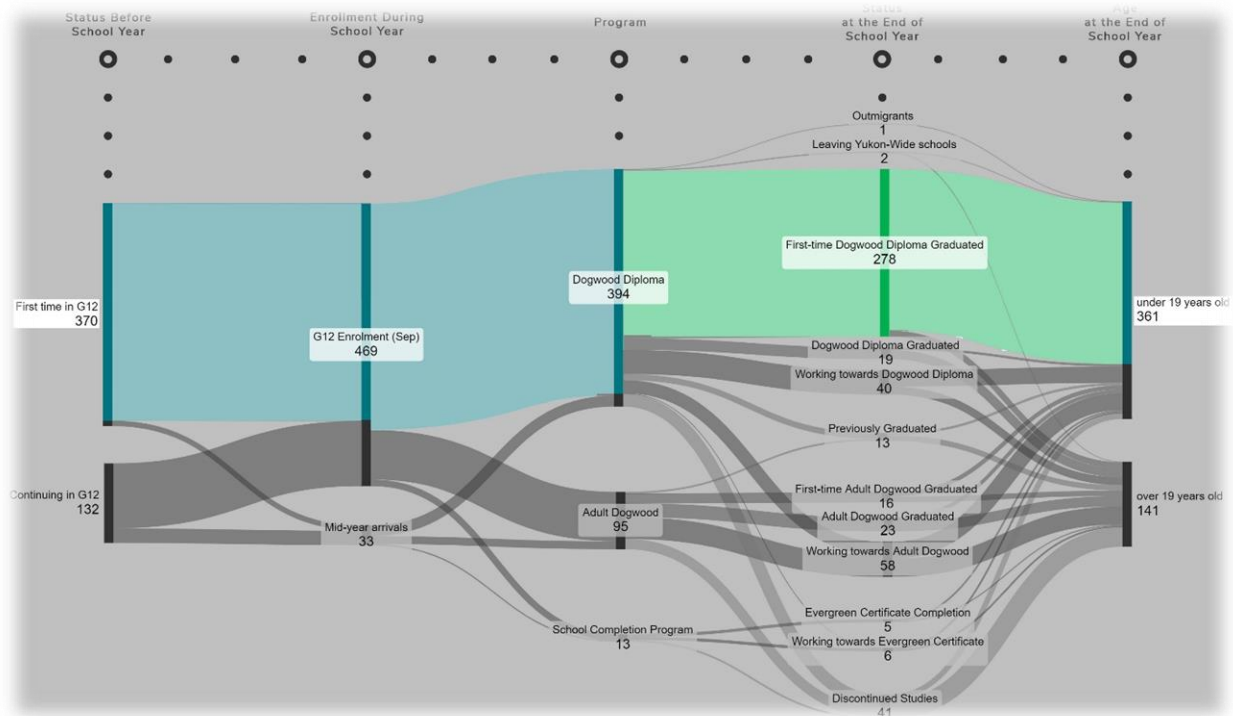 Status Before
School Year
Enrollment During
School Year
Program
Status
at the End of
School Year
Age
at the End of
School Year
Outmigrants
1
Leaving Yukon-Wide schools
2
First-time Dogwood Diploma Graduated
278
Dogwood Diploma
394
First time in G12
370
under 19 years old
361
G12 Enrolment (Sep)
469
Dogwood Diploma Graduated
19
Working towards Dogwood Diploma
40
Previously Graduated
13
Continuing in G12
132
First-time Adult Dogwood Graduated
16
over 19 years old
141
Adult Dogwood
95
Adult Dogwood Graduated
23
Mid-year arrivals
33
Working towards Adult Dogwood
58
Evergreen Certificate Completion
5
School Completion Program
13
Working towards Evergreen Certificate
6
Discontinued Studies
41